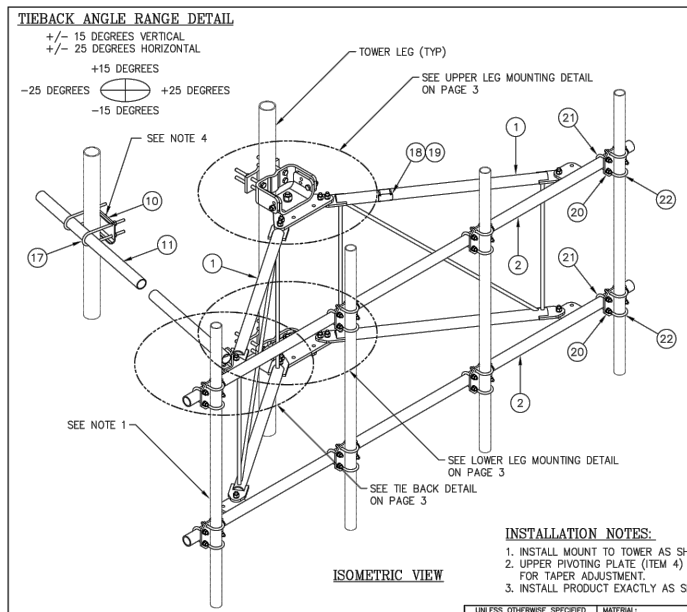 TIEBACK ANGLE RANGE DETAIL
+/- 15 DEGREES VERTICAL
+/- 25 DEGREES HORIZONTAL
+15 DEGREES
-25 DEGREES
+25 DEGREES
-15 DEGREES
SEE NOTE 4
TOWER LEG (TYP)
SEE UPPER LEG MOUNTING DETAIL
ON PAGE 3
18 19
1
21
20
22
10
11
17
1
2
21
20
22
2
SEE NOTE 1
SEE LOWER LEG MOUNTING DETAIL
ON PAGE 3
SEE TIE BACK DETAIL
ON PAGE 3
ISOMETRIC VIEW
INSTALLATION NOTES:
1. INSTALL MOUNT TO TOWER AS
2. UPPER PIVOTING PLATE (ITEM 4)
FOR TAPER ADJUSTMENT.
3. INSTALL PRODUCT EXACTLY AS
UNLESS OTHERWISE SPECIFIED
MATERIAL: